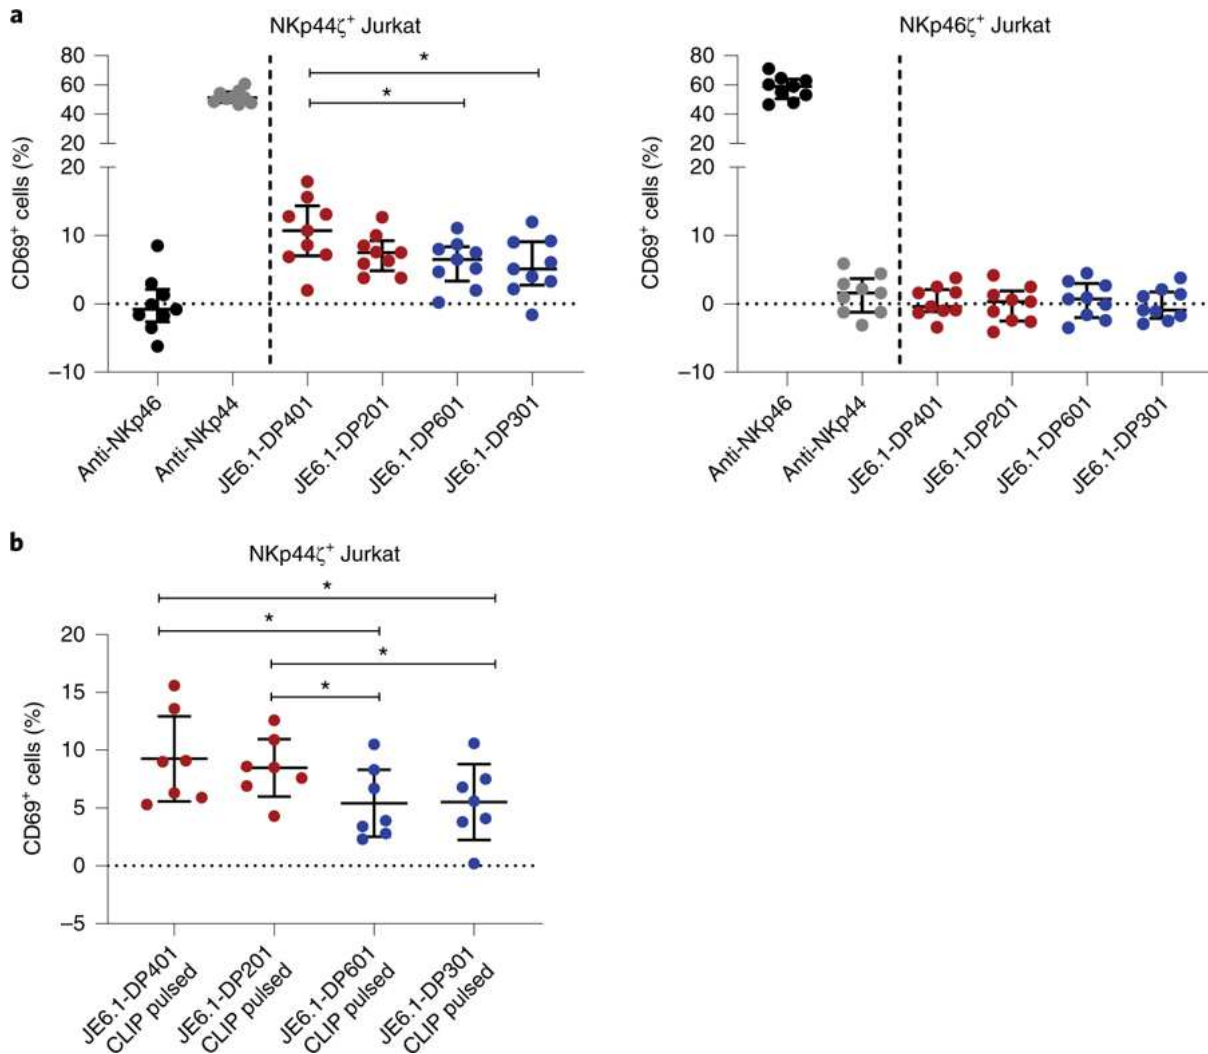 a
NKp44ζ+ Jurkat
*
*
CD69+ cells (%)
80
60
40
20
20
10
0
–10
Anti-NKp46
Anti-NKp44
JE6.1-DP401
JE6.1-DP201
JE6.1-DP601
JE6.1-DP301
NKp46ζ+ Jurkat
CD69+ cells (%)
80
60
40
20
20
10
0
–10
Anti-NKp46
Anti-NKp44
JE6.1-DP401
JE6.1-DP201
JE6.1-DP601
JE6.1-DP301
b
NKp44ζ+ Jurkat
*
*
*
*
CD69+ cells (%)
20
15
10
5
0
–5
JE6.1-DP401
CLIP pulsed
JE6.1-DP201
CLIP pulsed
JE6.1-DP601
CLIP pulsed
JE6.1-DP301
CLIP pulsed